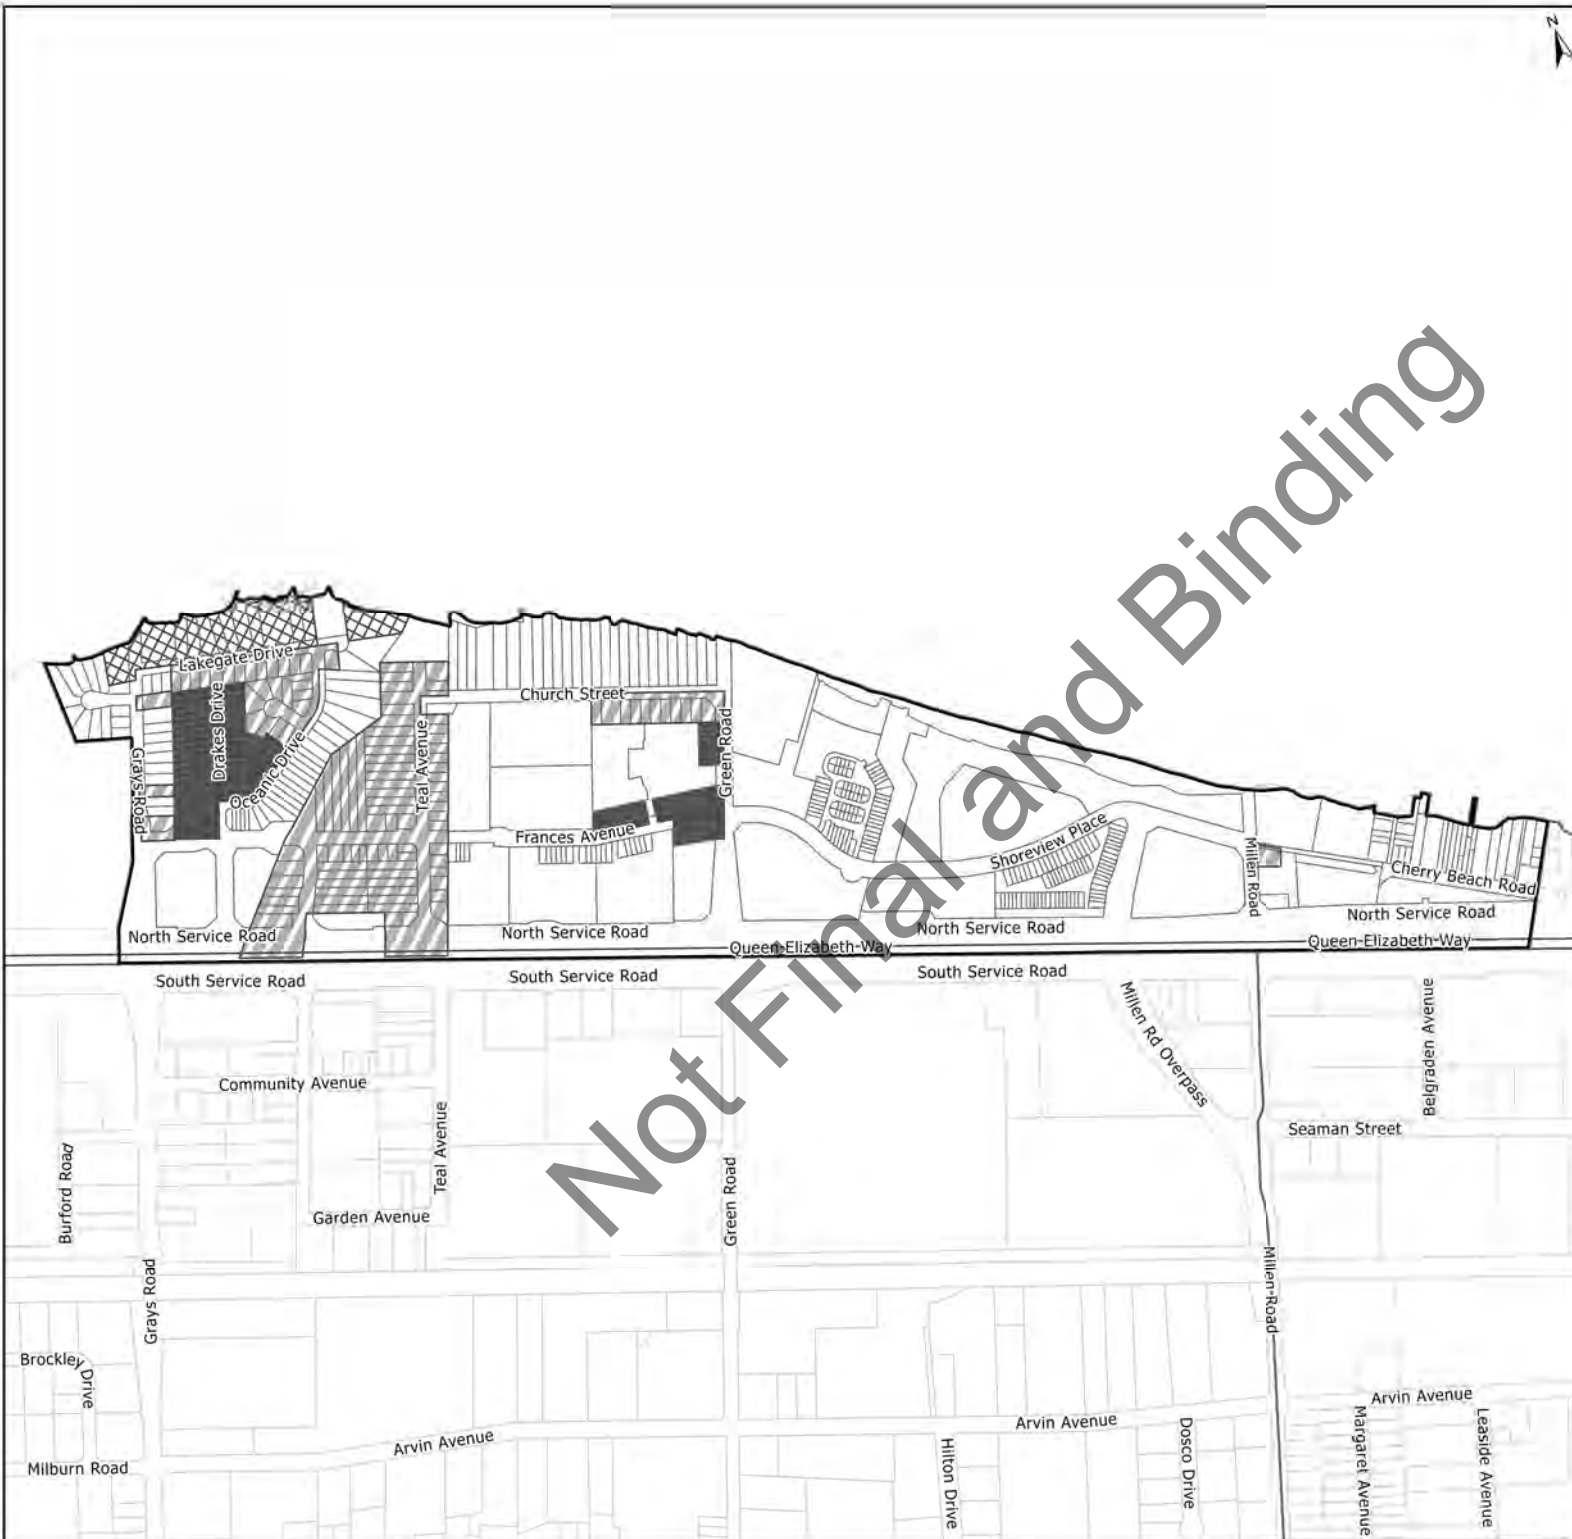 N
Lakegate Drive
Church Street
Drakes Drive
Grays Road
Oceanic Drive
Teal Avenue
Green Road
Frances Avenue
Shoreview Place
Millen Road
Cherry Beach Road
North Service Road
North Service Road
North Service Road
North Service Road
Queen Elizabeth Way
Queen Elizabeth Way
South Service Road
South Service Road
South Service Road
Millen Rd Overpass
Belgraden Avenue
Community Avenue
Teal Avenue
Seaman Street
Burford Road
Garden Avenue
Green Road
Grays Road
Millen Road
Brockley Drive
Arvin Avenue
Arvin Avenue
Arvin Avenue
Milburn Road
Hilton Drive
Dosco Drive
Margaret Avenue
Leaside Avenue
Not Final and Binding